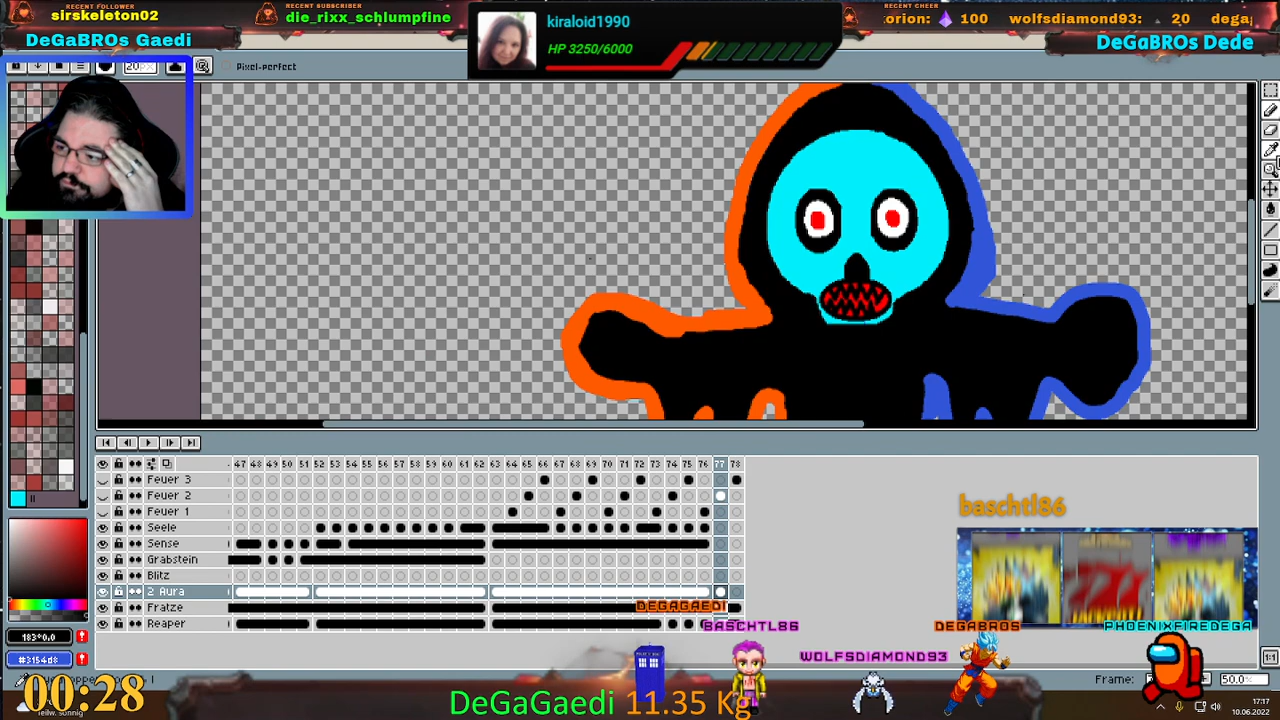 RECENT FOLLOWER
sirskeleton02
RECENT SUBSCRIBER
die_rixx_schlumpfine
kiraloid1990
HP 3250/6000
RECENT CHEER
orion: 100 wolfsdiamond93: 20 dega
DeGaBROs Gaedi
DeGaBROs Dede
Pixel-perfect
47 48 49 50 51 52 53 54 55 56 57 58 59 60 61 62 63 64 65 66 67 68 69 70 71 72 73 74 75 76 77 78
Feuer 3
Feuer 2
Feuer 1
Seele
Sense
Grabstein
Blitz
2 Aura
Fratze
Reaper
baschtl86
DEGAGAEDI
BASCHTL86
WOLFSDIAMOND93
DEGABROS
PHOENIXFIREDEGA
183°0.0
#3154d8
00:28
DeGaGaedi 11.35 Kg
Frame:
50.0%
1:1
17:17
10.06.2022